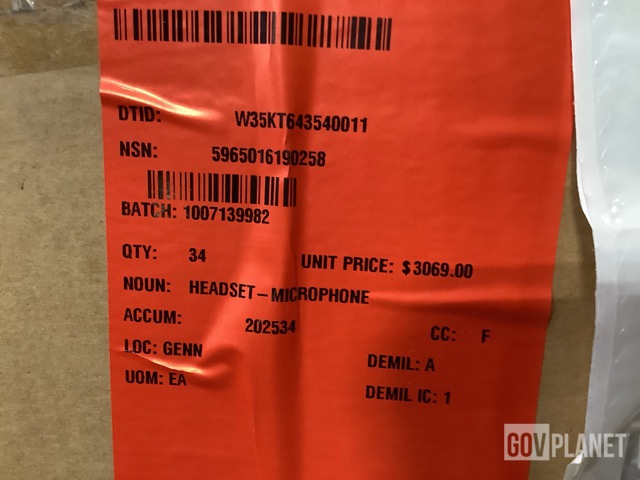 DTID: W35KT643540011
NSN: 5965016190258
BATCH: 1007139982
QTY: 34 UNIT PRICE: $3069.00
NOUN: HEADSET-MICROPHONE
ACCUM: 202534 CC: F
LOC: GENN DEMIL: A
UOM: EA DEMIL IC: 1
GOVPLANET